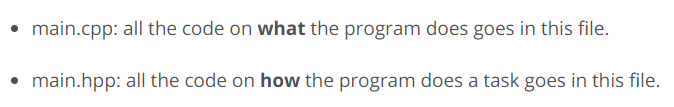 main.cpp: all the code on what the program does goes in this file.
main.hpp: all the code on how the program does a task goes in this file.